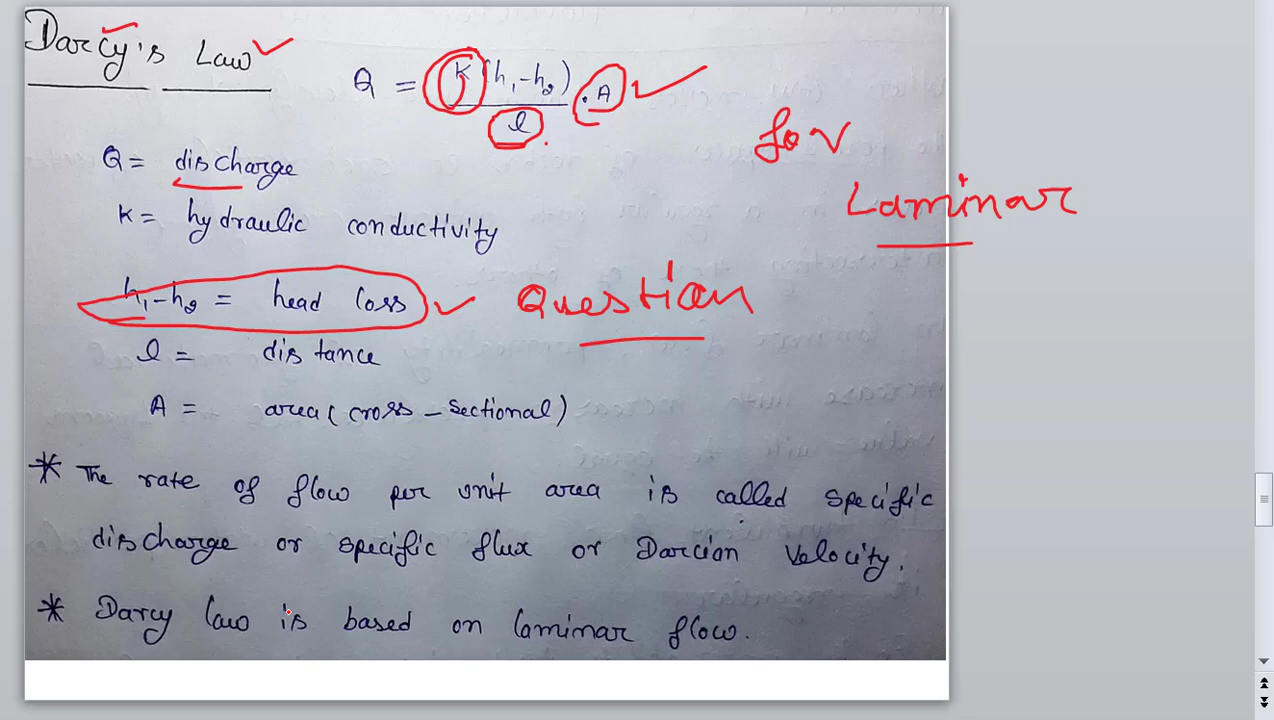 Darcy's Law
Q = K(h₁-h₂)/l . A
for
Laminar
Q = discharge
K = hydraulic conductivity
h₁-h₂ = head loss
Question
l = distance
A = area (cross-sectional)
* The rate of flow per unit area is called specific
discharge or specific flux or Darcian Velocity.
* Darcy law is based on laminar flow.